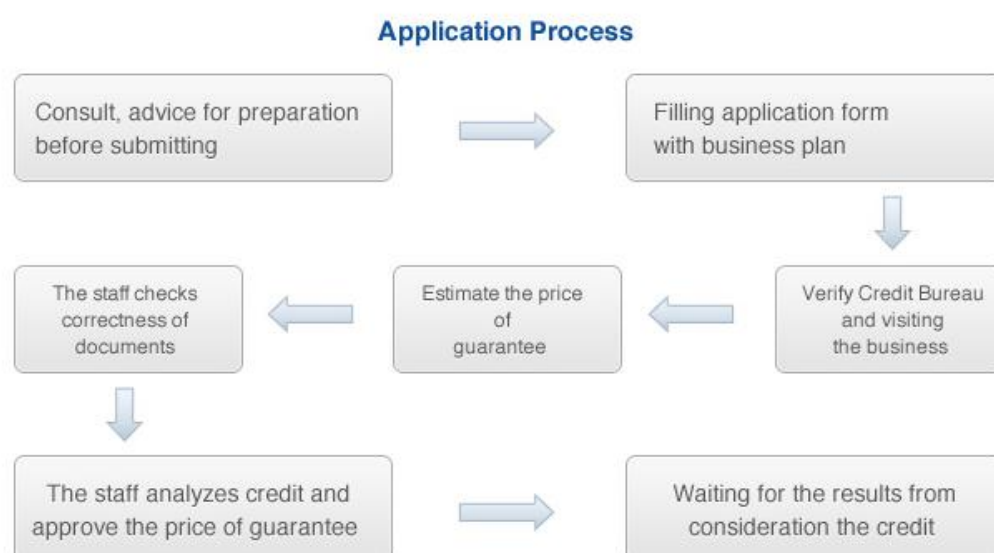 Application Process
Consult, advice for preparation
before submitting
Filling application form
with business plan
Verify Credit Bureau
and visiting
the business
Estimate the price
of
guarantee
The staff checks
correctness of
documents
The staff analyzes credit and
approve the price of guarantee
Waiting for the results from
consideration the credit